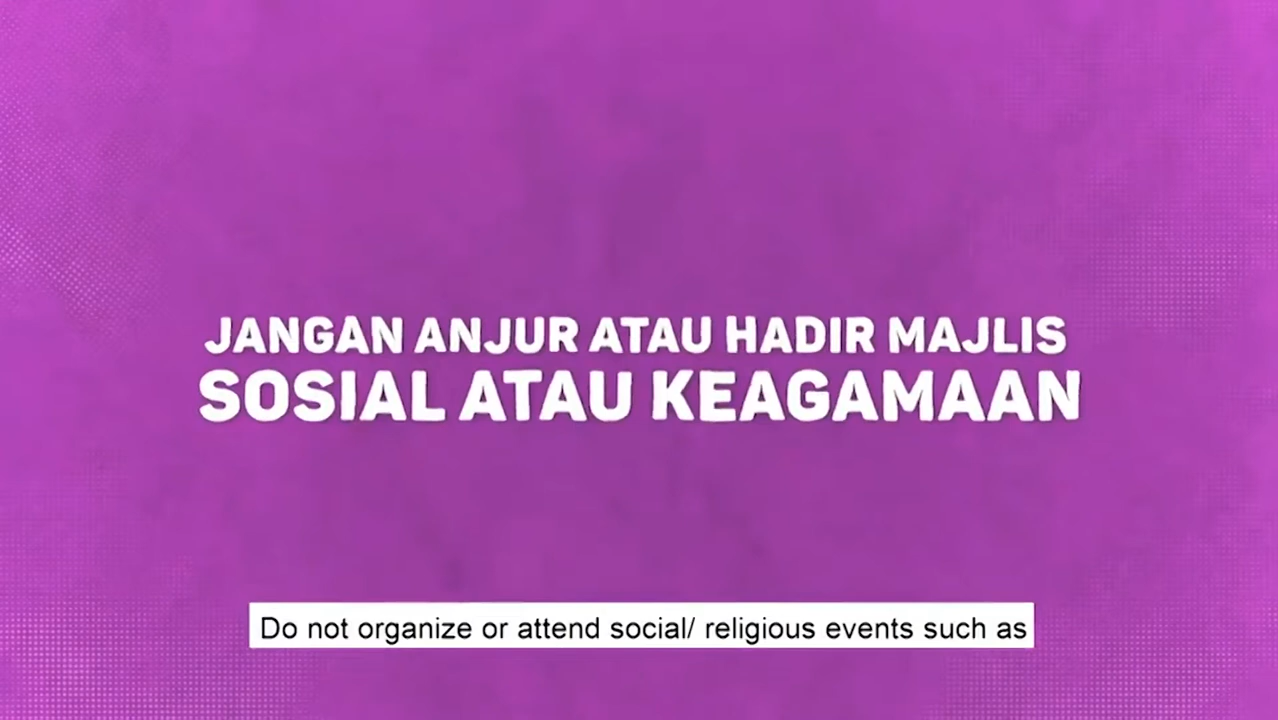 JANGAN ANJUR ATAU HADIR MAJLIS
SOSIAL ATAU KEAGAMAAN
Do not organize or attend social/ religious events such as